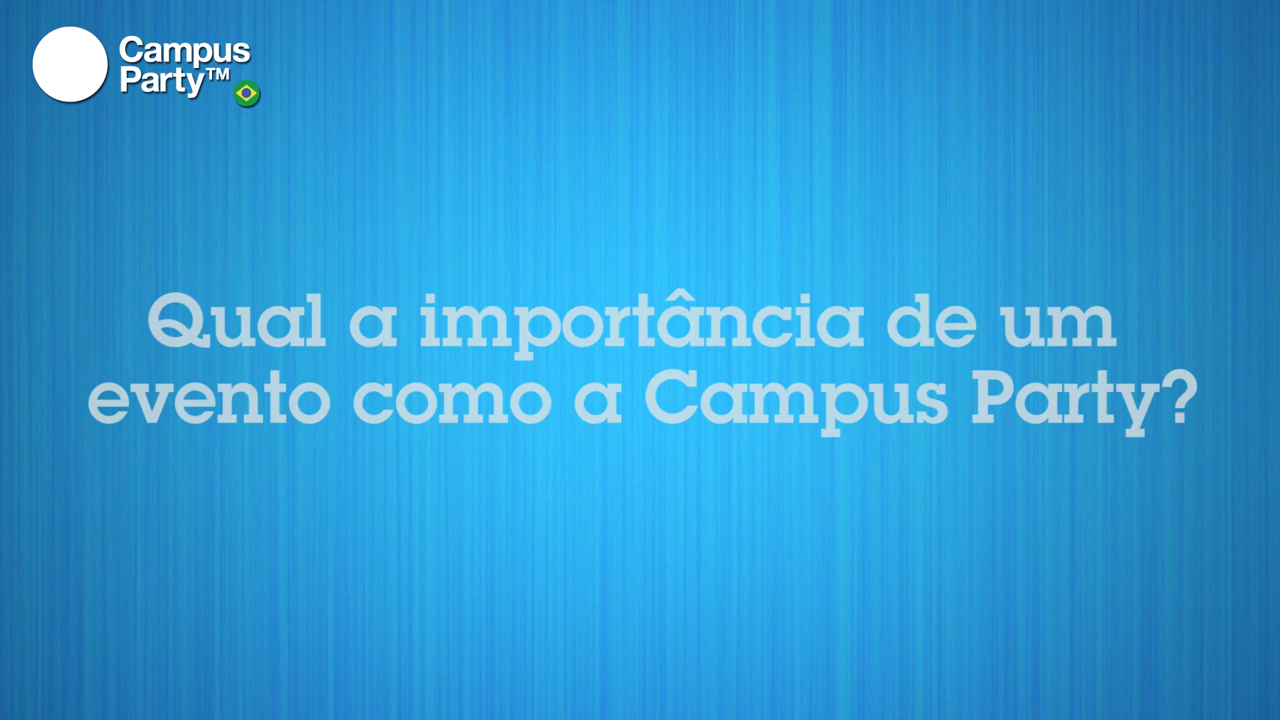 Campus
Party™
Qual a importância de um
evento como a Campus Party?